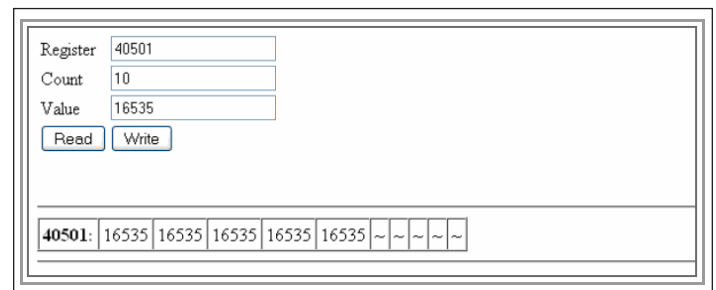 Register 40501
Count 10
Value 16535
Read Write
40501: 16535 16535 16535 16535 16535 ~ ~ ~ ~ ~